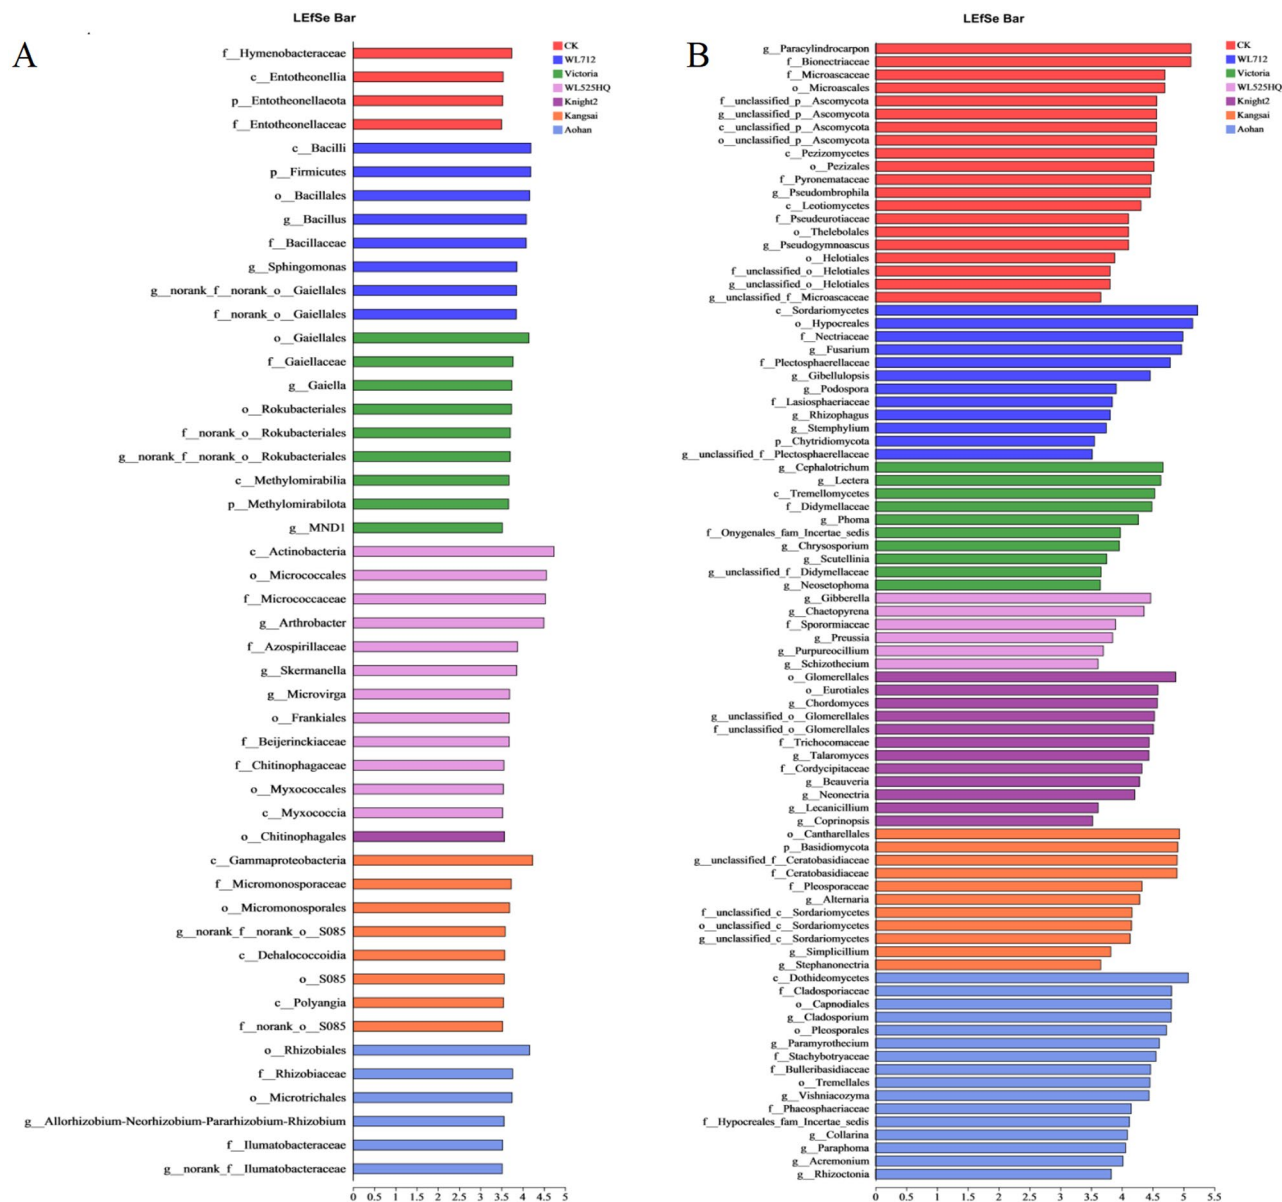 LEfSe Bar
A
f__Hymenobacteraceae
c__Entotheonellia
p__Entotheonellaeota
f__Entotheonellaceae
c__Bacilli
p__Firmicutes
o__Bacillales
g__Bacillus
f__Bacillaceae
g__Sphingomonas
g__norank_f__norank_o__Gaiellales
f__norank_o__Gaiellales
o__Gaiellales
f__Gaiellaceae
g__Gaiella
o__Rokubacteriales
f__norank_o__Rokubacteriales
g__norank_f__norank_o__Rokubacteriales
c__Methylomirabilia
p__Methylomirabilota
g__MND1
c__Actinobacteria
o__Micrococcales
f__Micrococcaceae
g__Arthrobacter
f__Azospirillaceae
g__Skermanella
g__Microvirga
o__Frankiales
f__Beijerinckiaceae
f__Chitinophagaceae
o__Myxococcales
c__Myxococcia
o__Chitinophagales
c__Gammaproteobacteria
f__Micromonosporaceae
o__Micromonosporales
g__norank_f__norank_o__S085
c__Dehalococcoidia
o__S085
c__Polyangia
f__norank_o__S085
o__Rhizobiales
f__Rhizobiaceae
o__Microtrichales
g__Allorhizobium-Neorhizobium-Pararhizobium-Rhizobium
f__Ilumatobacteraceae
g__norank_f__Ilumatobacteraceae
0 0.5 1 1.5 2 2.5 3 3.5 4 4.5 5
CK
WL712
Victoria
WL525HQ
Knight2
Kangsai
Aohan
LEfSe Bar
B
g__Paracylindrocarpon
f__Bionectriaceae
f__Microascaceae
o__Microascales
f__unclassified_p__Ascomycota
g__unclassified_p__Ascomycota
c__unclassified_p__Ascomycota
o__unclassified_p__Ascomycota
c__Pezizomycetes
o__Pezizales
f__Pyronemataceae
g__Pseudombrophila
c__Leotiomycetes
f__Pseudeurotiaceae
o__Thelebolales
g__Pseudogymnoascus
o__Helotiales
f__unclassified_o__Helotiales
g__unclassified_o__Helotiales
g__unclassified_f__Microascaceae
c__Sordariomycetes
o__Hypocreales
f__Nectriaceae
g__Fusarium
f__Plectosphaerellaceae
g__Gibellulopsis
g__Podospora
f__Lasiosphaeriaceae
g__Rhizophagus
g__Stemphylium
p__Chytridiomycota
g__unclassified_f__Plectosphaerellaceae
g__Cephalotrichum
g__Lectera
c__Tremellomycetes
f__Didymellaceae
g__Phoma
f__Onygenales_fam_Incertae_sedis
g__Chrysosporium
g__Scutellinia
g__unclassified_f__Didymellaceae
g__Neosetophoma
g__Gibberella
g__Chaetopyrena
f__Sporormiaceae
g__Preussia
g__Purpureocillium
g__Schizothecium
o__Glomerellales
o__Eurotiales
g__Chordomyces
g__unclassified_o__Glomerellales
f__unclassified_o__Glomerellales
f__Trichocomaceae
g__Talaromyces
f__Cordycipitaceae
g__Beauveria
g__Neonectria
g__Lecanicillium
g__Coprinopsis
o__Cantharellales
p__Basidiomycota
g__unclassified_f__Ceratobasidiaceae
f__Ceratobasidiaceae
f__Pleosporaceae
g__Alternaria
f__unclassified_c__Sordariomycetes
o__unclassified_c__Sordariomycetes
g__unclassified_c__Sordariomycetes
g__Simplicillium
g__Stephanonectria
c__Dothideomycetes
f__Cladosporiaceae
o__Capnodiales
g__Cladosporium
o__Pleosporales
g__Paramyrothecium
f__Stachybotryaceae
f__Bulleribasidiaceae
o__Tremellales
g__Vishniacozyma
f__Phaeosphaeriaceae
f__Hypocreales_fam_Incertae_sedis
g__Collarina
g__Paraphoma
g__Acremonium
g__Rhizoctonia
0 0.5 1 1.5 2 2.5 3 3.5 4 4.5 5 5.5
CK
WL712
Victoria
WL525HQ
Knight2
Kangsai
Aohan